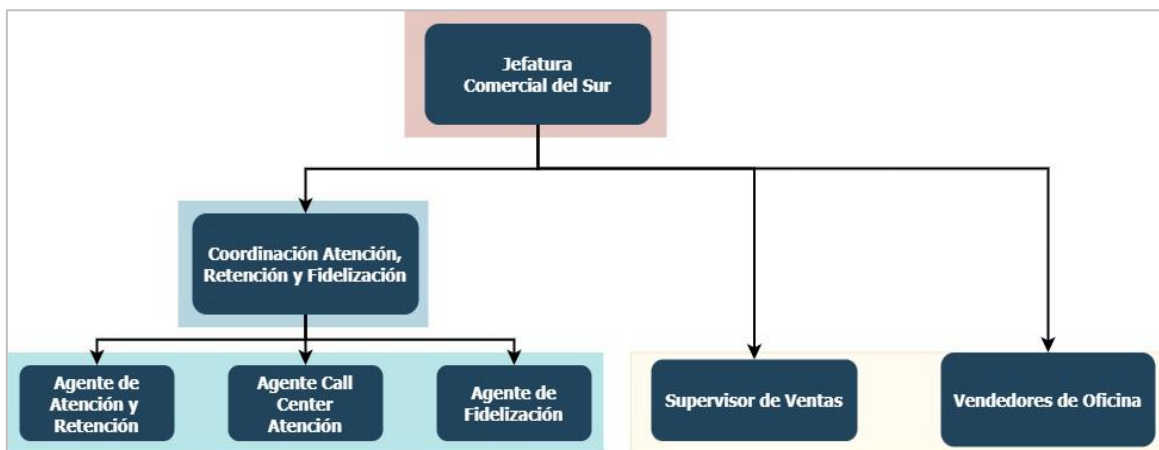 Jefatura
Comercial del Sur
Coordinación Atención,
Retención y Fidelización
Agente de
Atención y
Retención
Agente Call
Center
Atención
Agente de
Fidelización
Supervisor de Ventas
Vendedores de Oficina